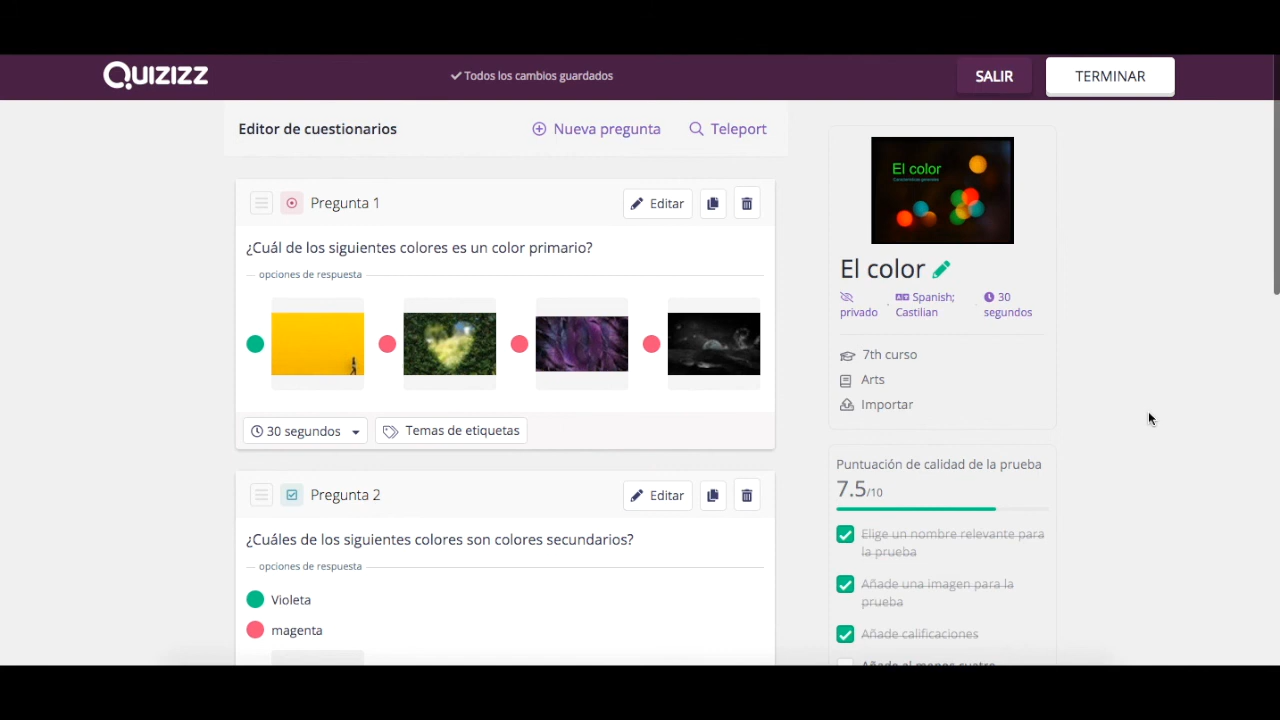 QUIZIZZ
Todos los cambios guardados
SALIR
TERMINAR
Editor de cuestionarios
Nueva pregunta
Teleport
Pregunta 1
Editar
¿Cuál de los siguientes colores es un color primario?
opciones de respuesta
30 segundos
Temas de etiquetas
Pregunta 2
Editar
¿Cuáles de los siguientes colores son colores secundarios?
opciones de respuesta
Violeta
magenta
El color
El color
privado
Spanish;
Castilian
30
segundos
7th curso
Arts
Importar
Puntuación de calidad de la prueba
7.5/10
Elige un nombre relevante para
la prueba
Añade una imagen para la
prueba
Añade calificaciones
Añade al menos cuatro